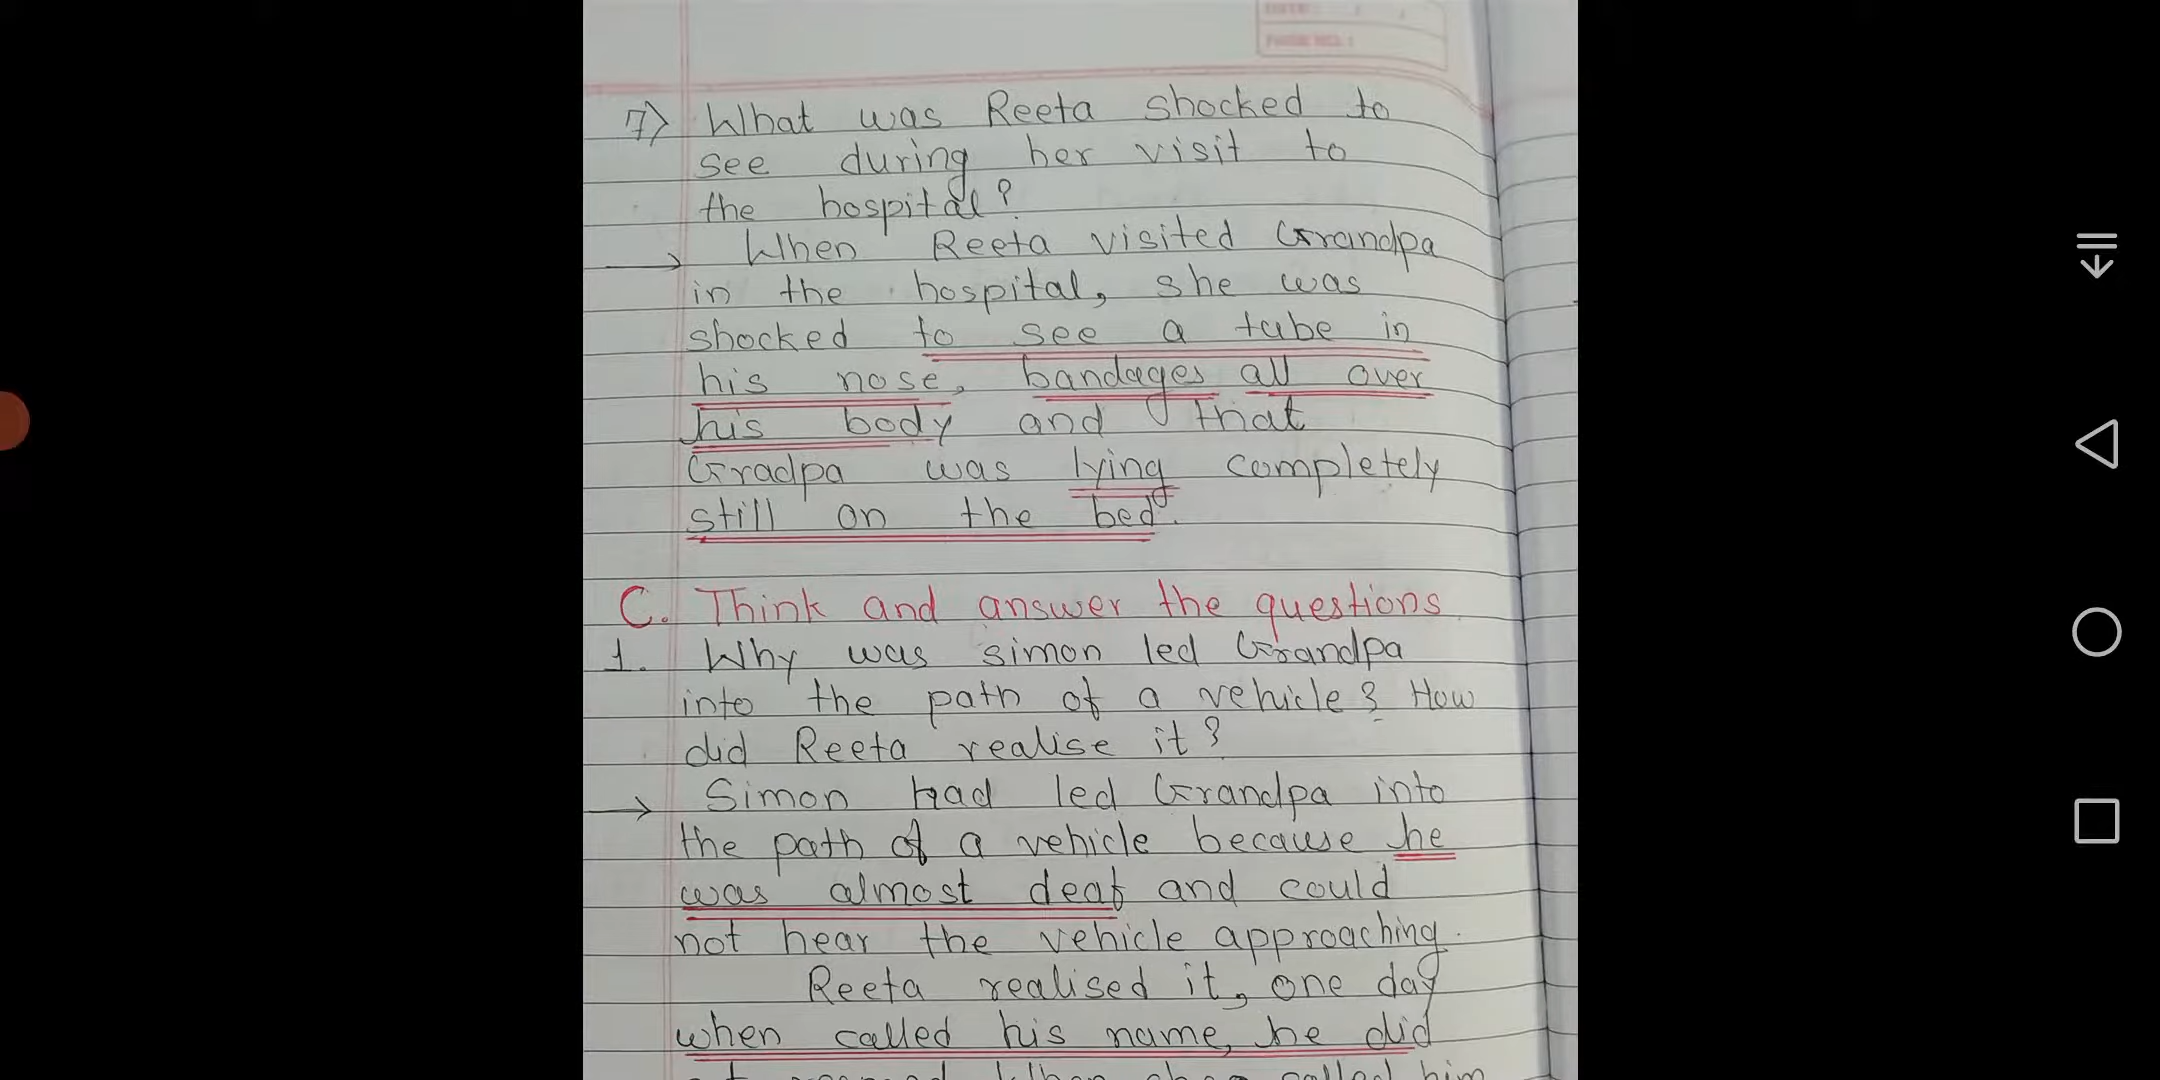 DATE: / /
PAGE NO.:
7) What was Reeta shocked to
see during her visit to
the hospital?
→ When Reeta visited Grandpa
in the hospital, she was
shocked to see a tube in
his nose, bandages all over
his body and that
Gradpa was lying completely
still on the bed.
C. Think and answer the questions
1. Why was simon led Grandpa
into the path of a vehicle? How
did Reeta realise it?
→ Simon had led Grandpa into
the path of a vehicle because he
was almost deaf and could
not hear the vehicle approaching.
Reeta realised it, one day
when called his name, he did
called him